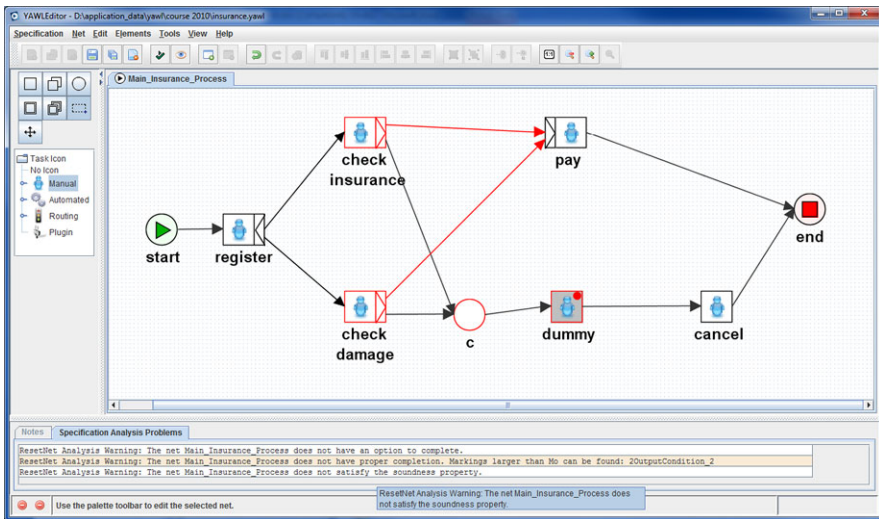 YAWLEditor - D:\application_data\yawl\course 2010\insurance.yawl
Specification Net Edit Elements Tools View Help
Main_Insurance_Process
Task Icon
No Icon
Manual
Automated
Routing
Plugin
check
insurance
pay
start
register
end
check
damage
c
dummy
cancel
Notes
Specification Analysis Problems
ResetNet Analysis Warning: The net Main_Insurance_Process does not have an option to complete.
ResetNet Analysis Warning: The net Main_Insurance_Process does not have proper completion. Markings larger than Mo can be found: 2OutputCondition_2
ResetNet Analysis Warning: The net Main_Insurance_Process does not satisfy the soundness property.
ResetNet Analysis Warning: The net Main_Insurance_Process does
not satisfy the soundness property.
Use the palette toolbar to edit the selected net.